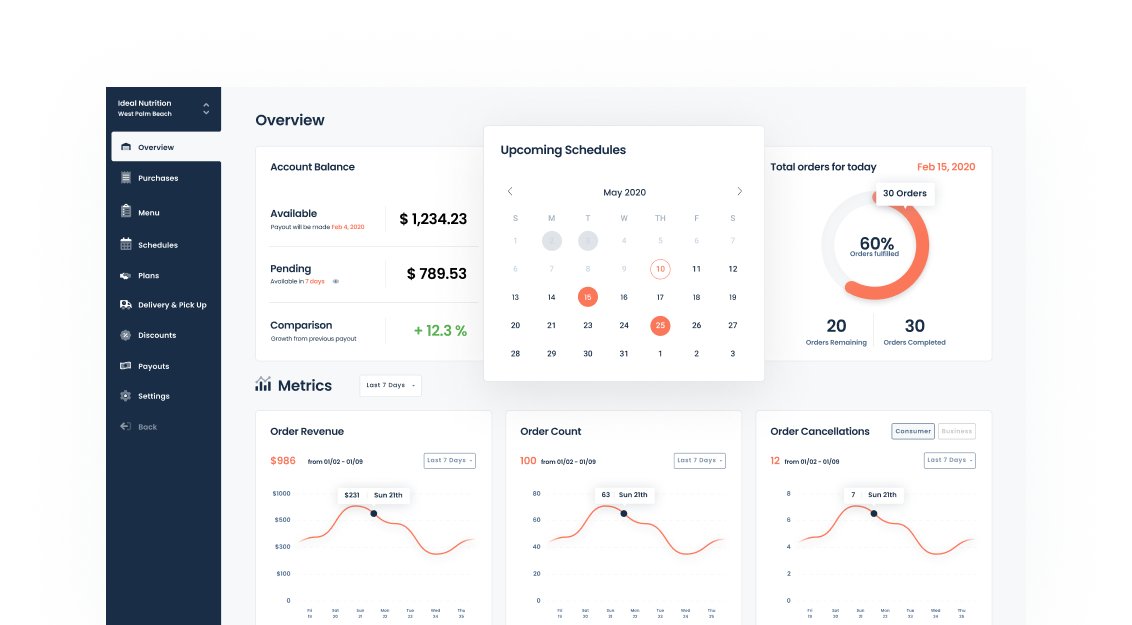 Ideal Nutrition
West Palm Beach
Overview
Purchases
Menu
Schedules
Plans
Delivery & Pick Up
Discounts
Payouts
Settings
Back
Overview
Account Balance
Available
Payout will be made Feb 4, 2020
$ 1,234.23
Pending
Available in 7 days
$ 789.53
Comparison
Growth from previous payout
+ 12.3 %
Upcoming Schedules
May 2020
S M T W TH F S
1 2 3 4 5 6 7
6 7 8 9 10 11 12
13 14 15 16 17 18 19
20 21 23 24 25 26 27
28 29 30 31 1 2 3
Total orders for today Feb 15, 2020
30 Orders
60%
Orders fulfilled
20 30
Orders Remaining Orders Completed
Metrics
Last 7 Days -
Order Revenue
$986 from 01/02 - 01/09 Last 7 Days -
$231 Sun 21th
$1000
$500
$300
$100
0
Fri Sat Sun Mon Tue Wed Thu
19 20 21 22 23 24 25
Order Count
100 from 01/02 - 01/09 Last 7 Days -
63 Sun 21th
80
60
40
20
0
Fri Sat Sun Mon Tue Wed Thu
19 20 21 22 23 24 25
Order Cancellations Consumer Business
12 from 01/02 - 01/09 Last 7 Days -
7 Sun 21th
8
6
4
2
0
Fri Sat Sun Mon Tue Wed Thu
19 20 21 22 23 24 25